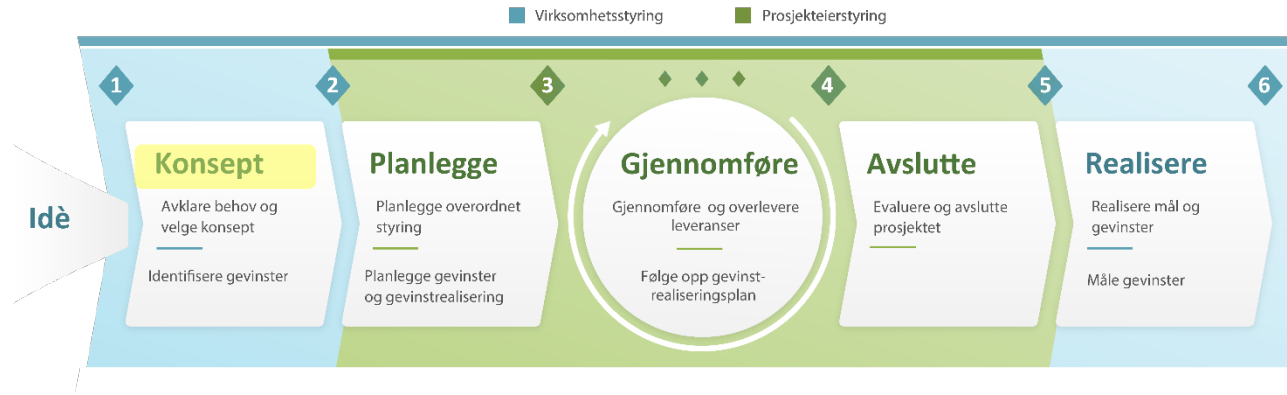 Virksomhetsstyring
Prosjekteierstyring
1
2
3
4
5
6
Idè
Konsept
Avklare behov og
velge konsept
Identifisere gevinster
Planlegge
Planlegge overordnet
styring
Planlegge gevinster
og gevinstrealisering
Gjennomføre
Gjennomføre og overlevere
leveranser
Følge opp gevinst-
realiseringsplan
Avslutte
Evaluere og avslutte
prosjektet
Realisere
Realisere mål og
gevinster
Måle gevinster